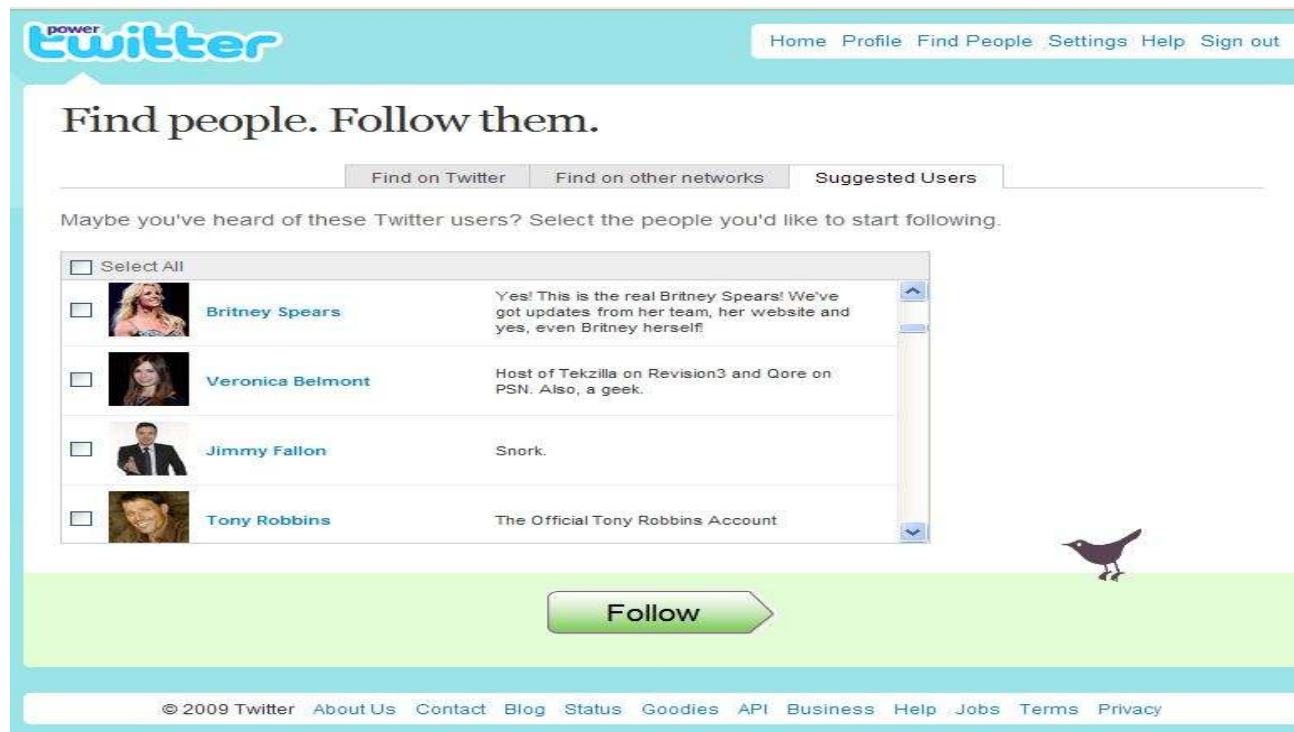 power
twitter
Home Profile Find People Settings Help Sign out
Find people. Follow them.
Find on Twitter Find on other networks Suggested Users
Maybe you've heard of these Twitter users? Select the people you'd like to start following.
Select All
Britney Spears
Yes! This is the real Britney Spears! We've
got updates from her team, her website and
yes, even Britney herself!
Veronica Belmont
Host of Tekzilla on Revision3 and Qore on
PSN. Also, a geek.
Jimmy Fallon
Snork.
Tony Robbins
The Official Tony Robbins Account
Follow
© 2009 Twitter About Us Contact Blog Status Goodies API Business Help Jobs Terms Privacy